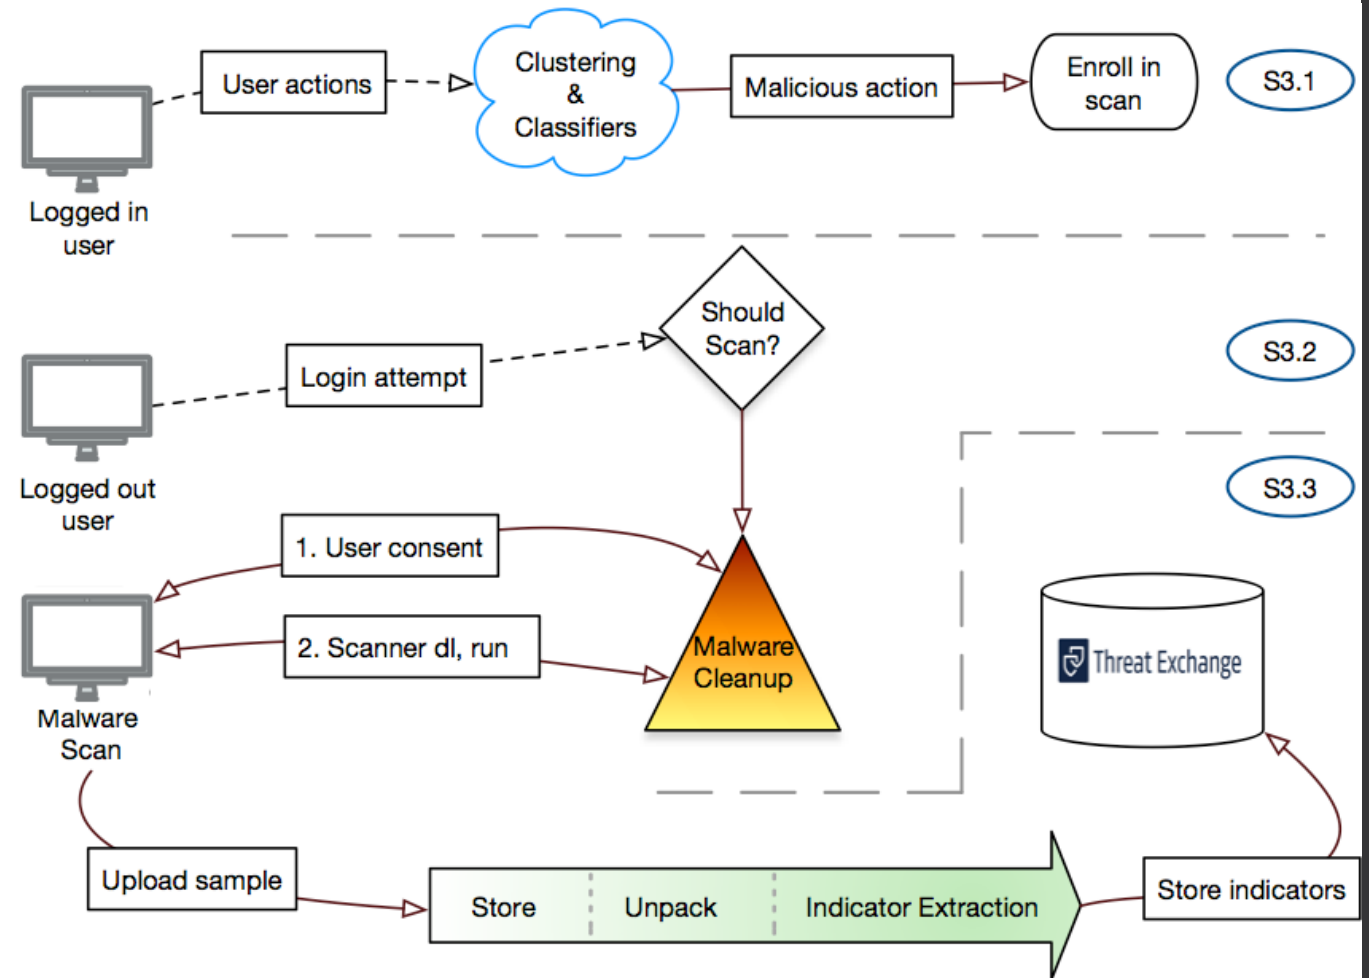 User actions
Clustering
&
Classifiers
Malicious action
Enroll in
scan
S3.1
Logged in
user
Should
Scan?
Login attempt
S3.2
Logged out
user
S3.3
1. User consent
2. Scanner dl, run
Malware
Cleanup
Threat Exchange
Malware
Scan
Upload sample
Store
Unpack
Indicator Extraction
Store indicators